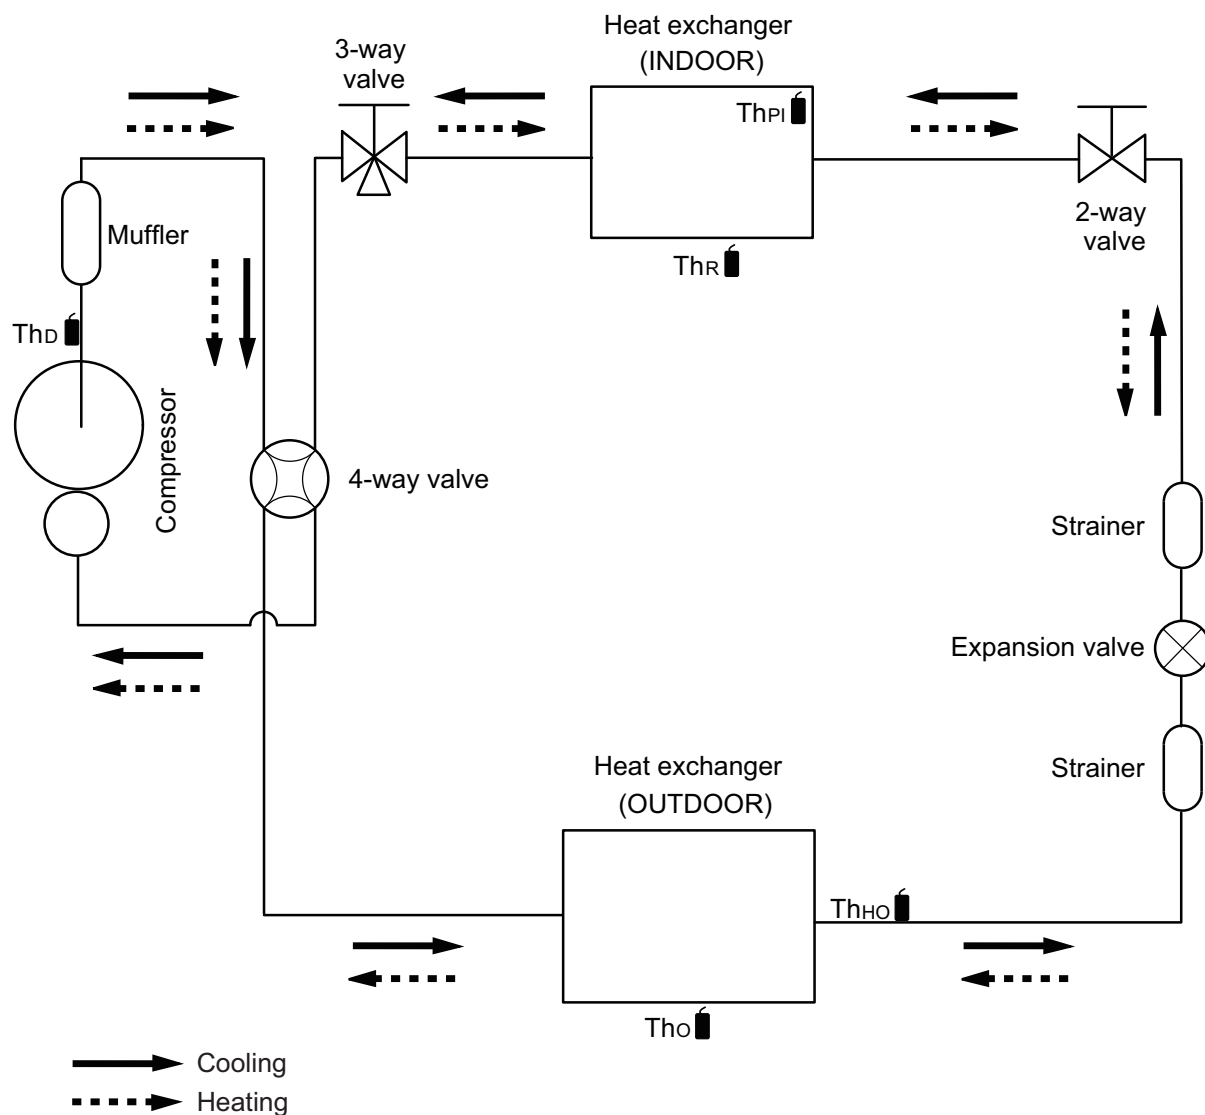 Heat exchanger
(INDOOR)
3-way
valve
ThPI
Muffler
2-way
valve
ThR
ThD
Compressor
4-way valve
Strainer
Expansion valve
Heat exchanger
(OUTDOOR)
Strainer
ThHO
ThO
Cooling
Heating